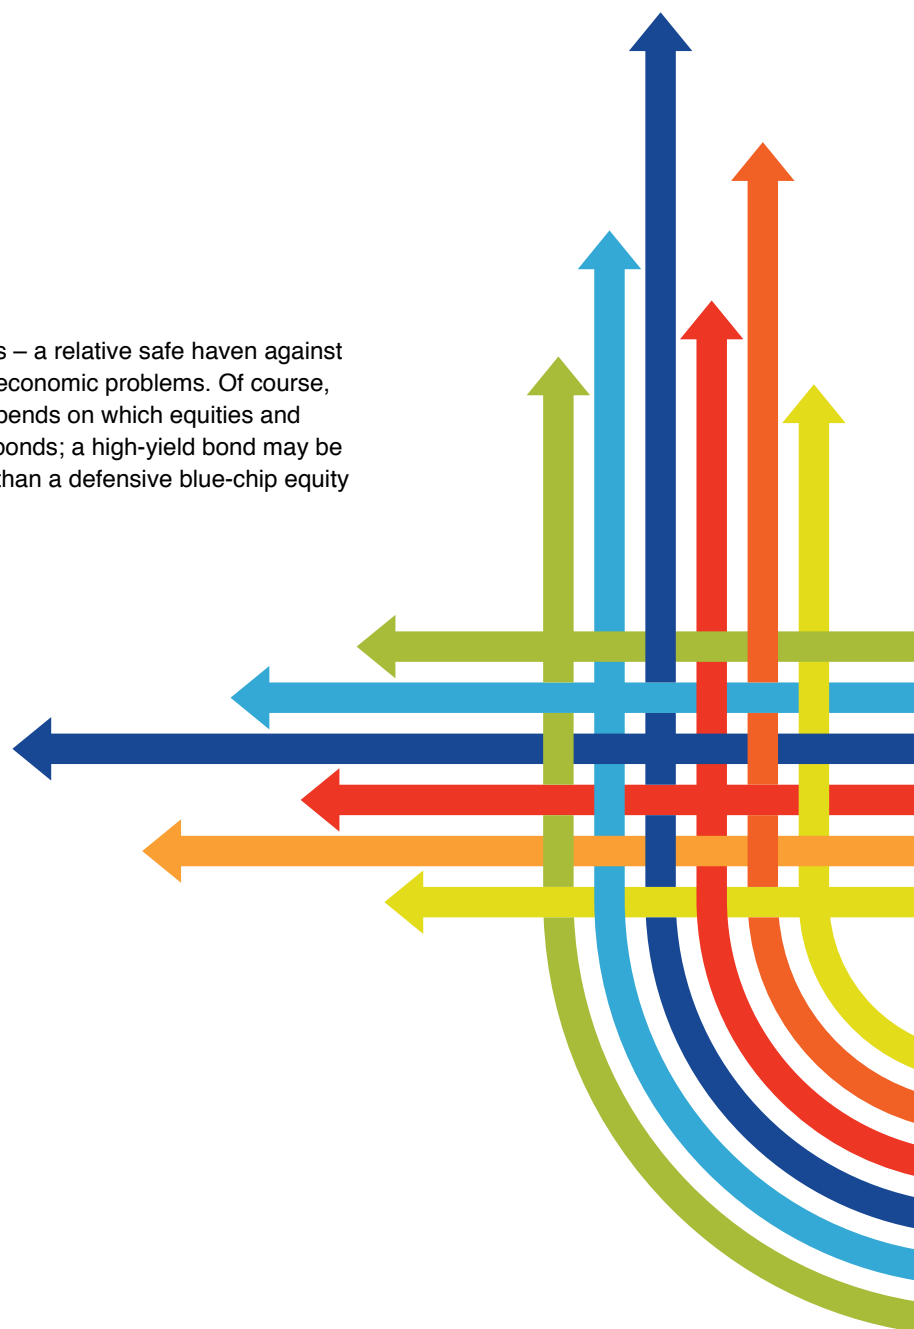 s – a relative safe haven against
economic problems. Of course,
pends on which equities and
bonds; a high-yield bond may be
than a defensive blue-chip equity